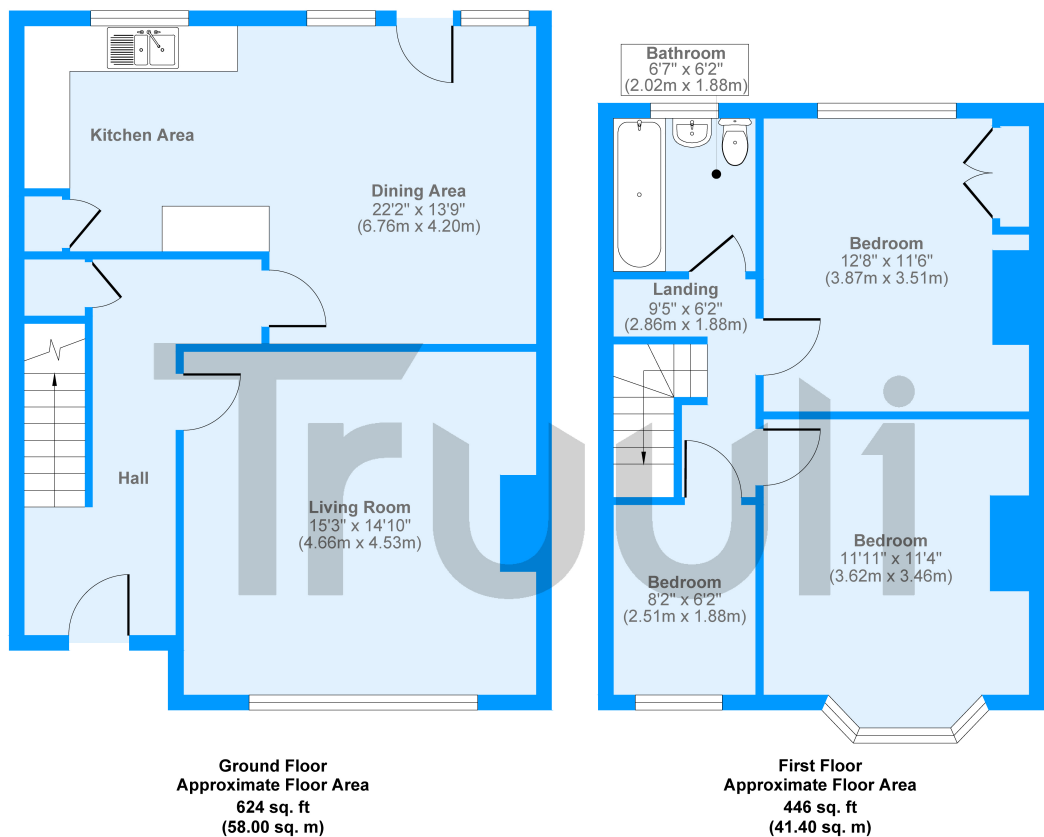 Kitchen Area
Dining Area
22'2" x 13'9"
(6.76m x 4.20m)
Hall
Living Room
15'3" x 14'10"
(4.66m x 4.53m)
Ground Floor
Approximate Floor Area
624 sq. ft
(58.00 sq. m)
Bathroom
6'7" x 6'2"
(2.02m x 1.88m)
Bedroom
12'8" x 11'6"
(3.87m x 3.51m)
Landing
9'5" x 6'2"
(2.86m x 1.88m)
Bedroom
11'11" x 11'4"
(3.62m x 3.46m)
Bedroom
8'2" x 6'2"
(2.51m x 1.88m)
First Floor
Approximate Floor Area
446 sq. ft
(41.40 sq. m)
Truuli